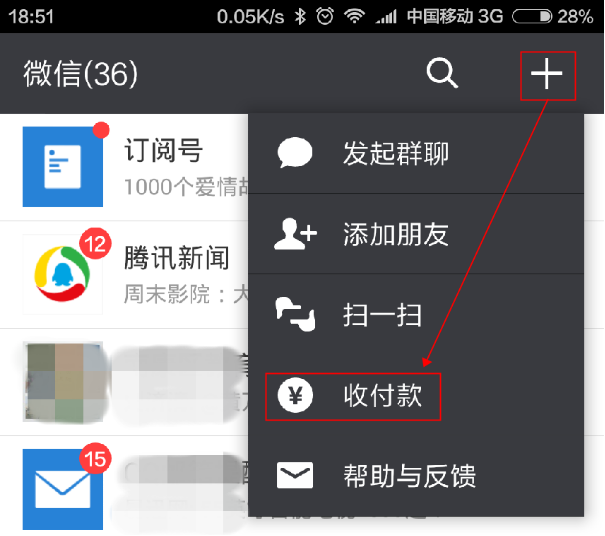 18:51 0.05K/s 中国移动 3G 28%
微信(36)
发起群聊
订阅号
1000个爱情故
添加朋友
12
腾讯新闻
周末影院：大
扫一扫
¥ 收付款
15
帮助与反馈